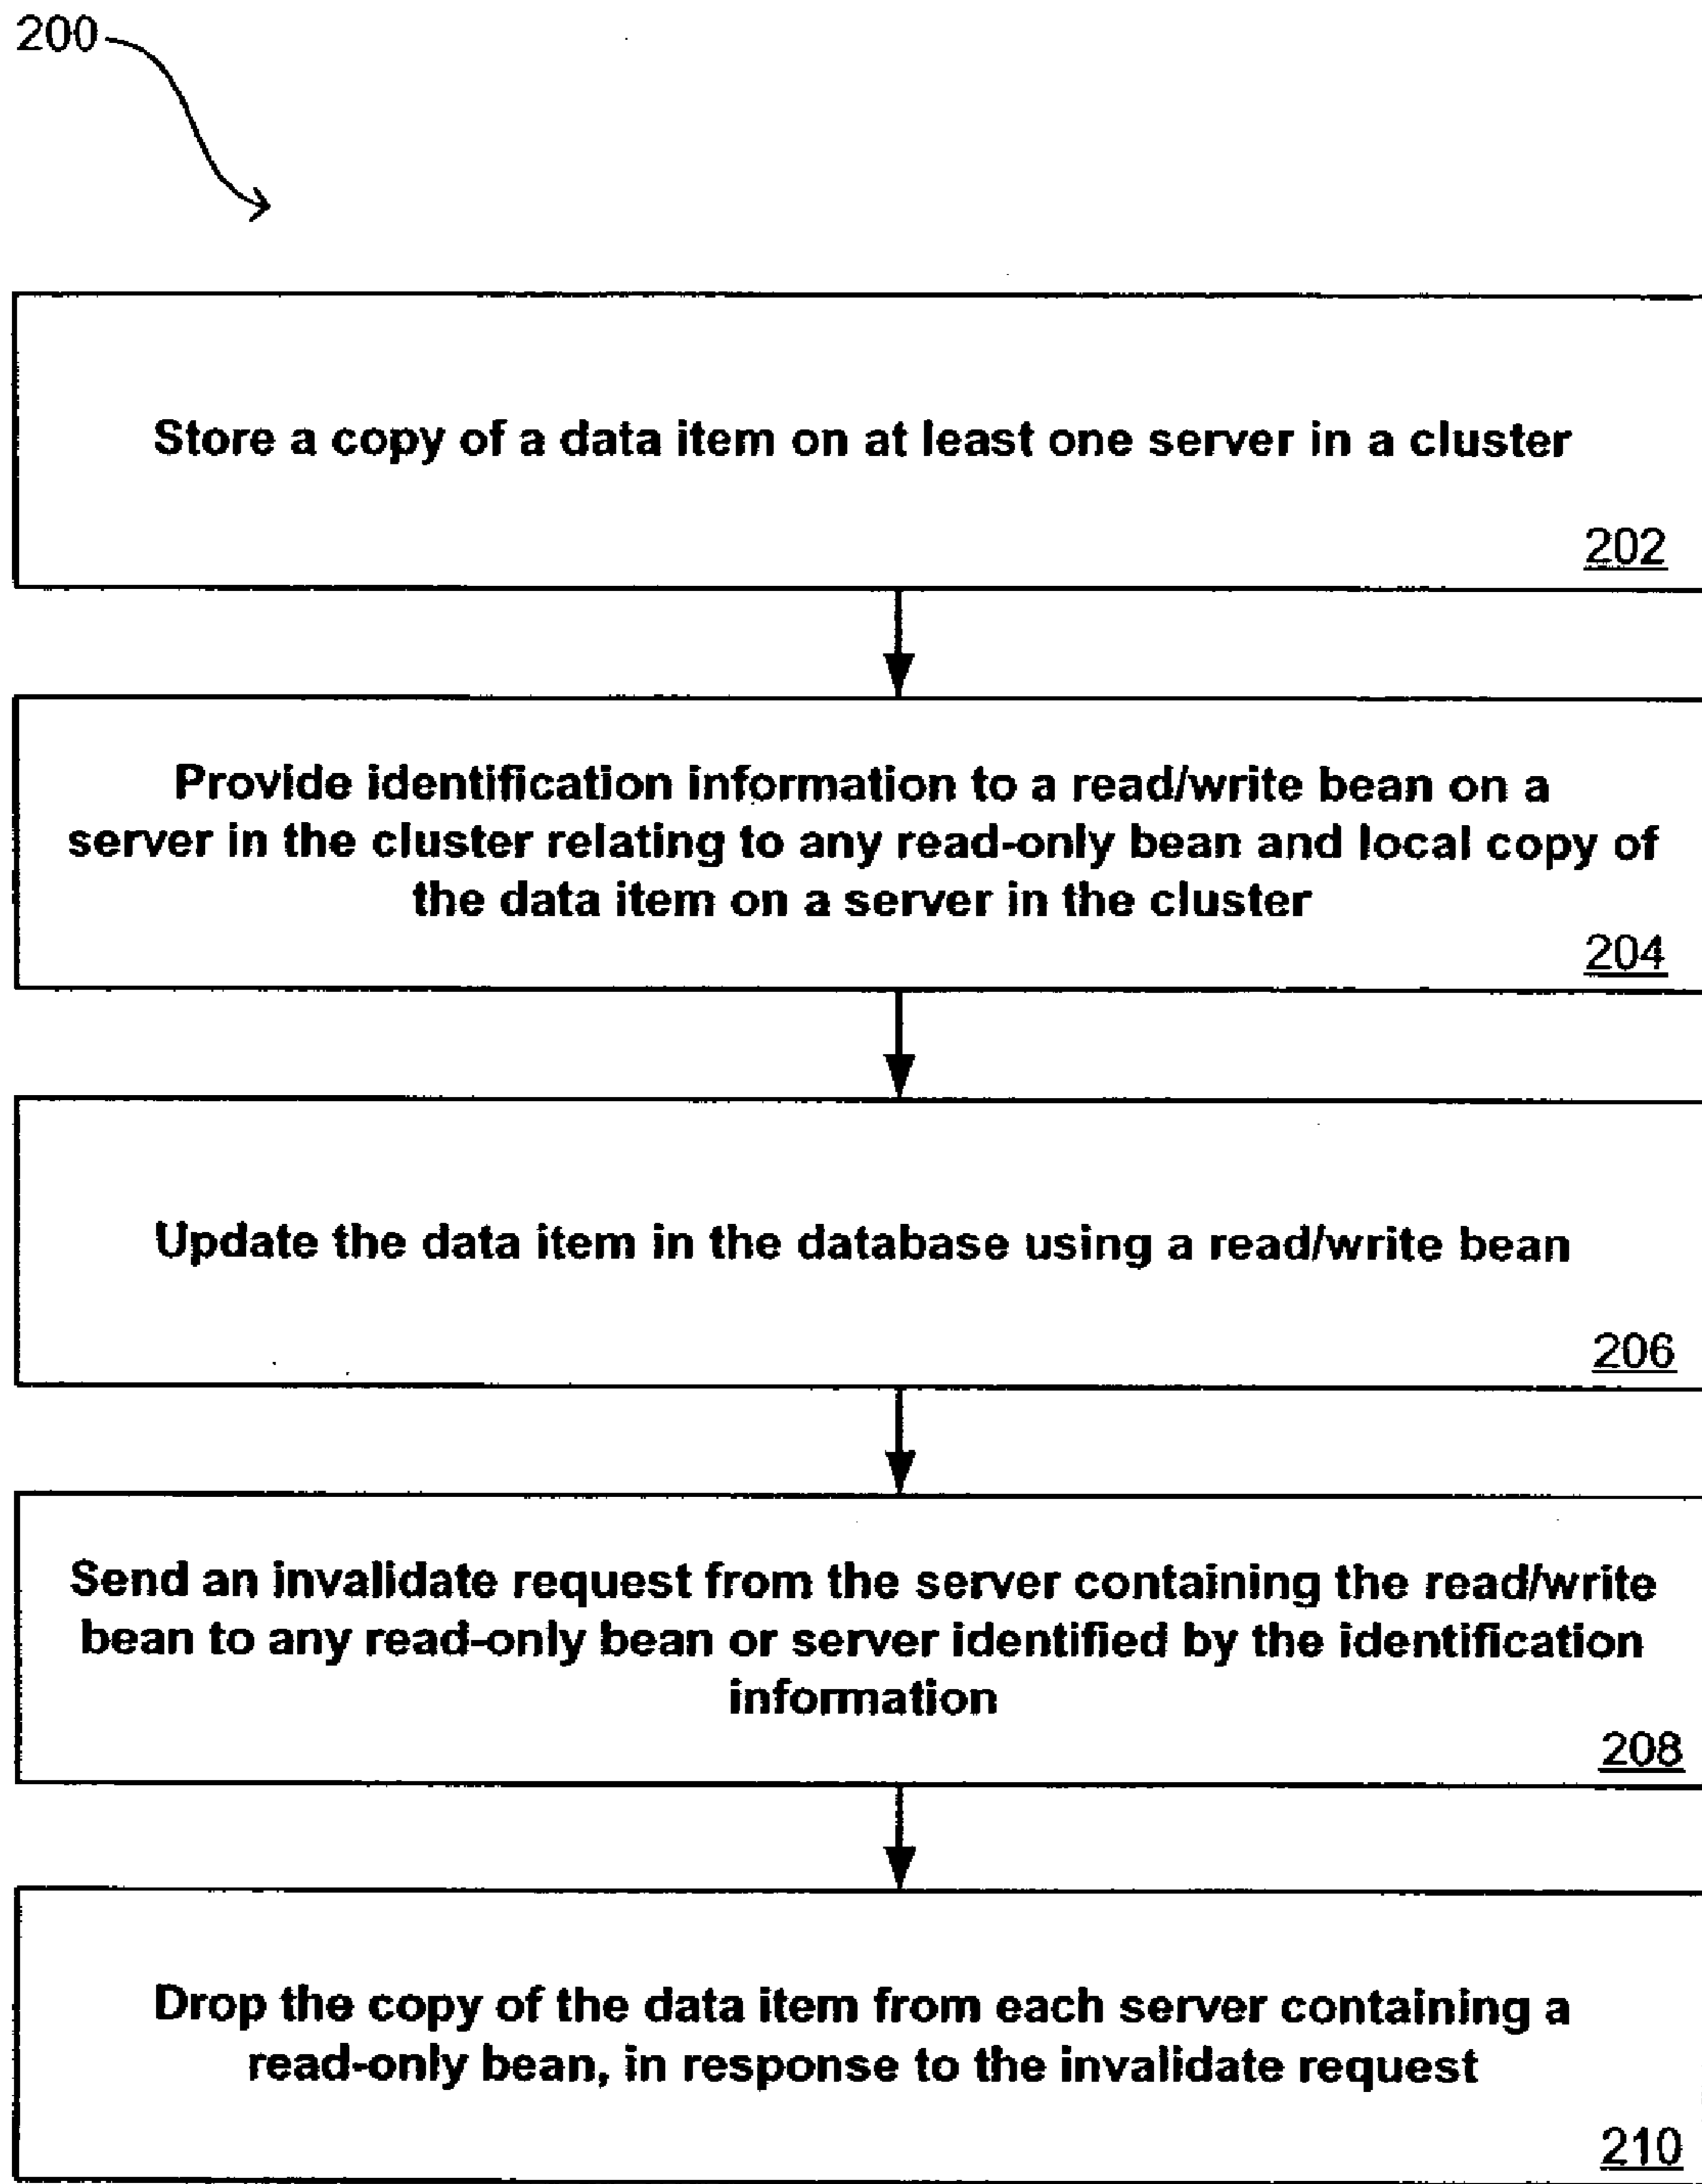 200
Store a copy of a data item on at least one server in a cluster
202
Provide identification information to a read/write bean on a
server in the cluster relating to any read-only bean and local copy of
the data item on a server in the cluster
204
Update the data item in the database using a read/write bean
206
Send an invalidate request from the server containing the read/write
bean to any read-only bean or server identified by the identification
information
208
Drop the copy of the data item from each server containing a
read-only bean, in response to the invalidate request
210